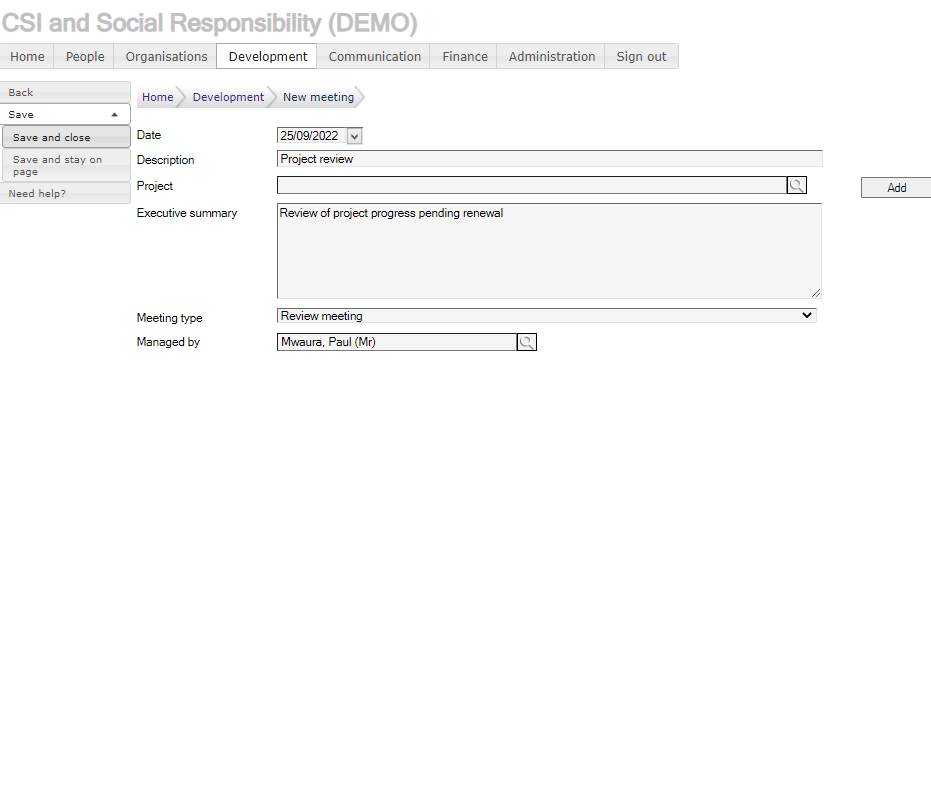 CSI and Social Responsibility (DEMO)
Home People Organisations Development Communication Finance Administration Sign out
Back
Save
Save and close
Save and stay on
page
Need help?
Home Development New meeting
Date 25/09/2022
Description Project review
Project Add
Executive summary Review of project progress pending renewal
Meeting type Review meeting
Managed by Mwaura, Paul (Mr)